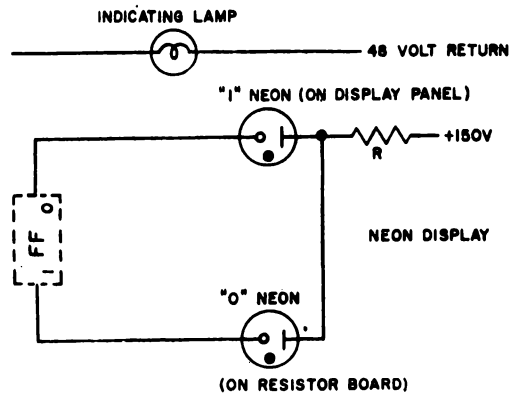 INDICATING LAMP
48 VOLT RETURN
"1" NEON (ON DISPLAY PANEL)
+150V
R
0
FF
1
NEON DISPLAY
"0" NEON
(ON RESISTOR BOARD)